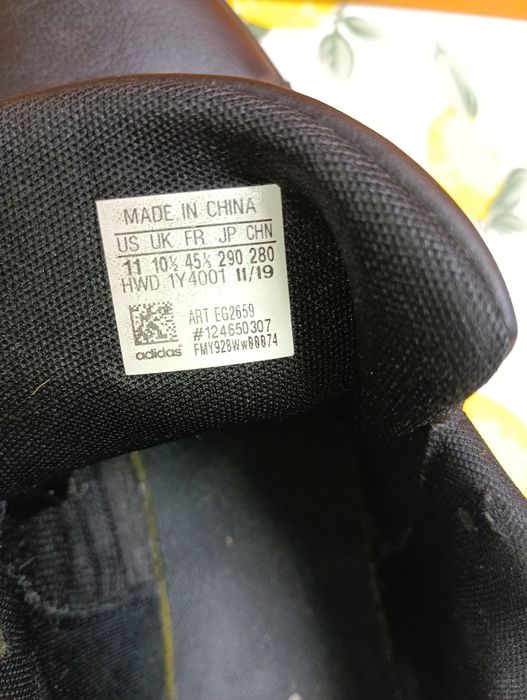 MADE IN CHINA
US UK FR JP CHN
11 10½ 45⅓ 290 280
HWD 1Y4001 11/19
ART EG2659
#124650307
FMY928Ww00074
adidas